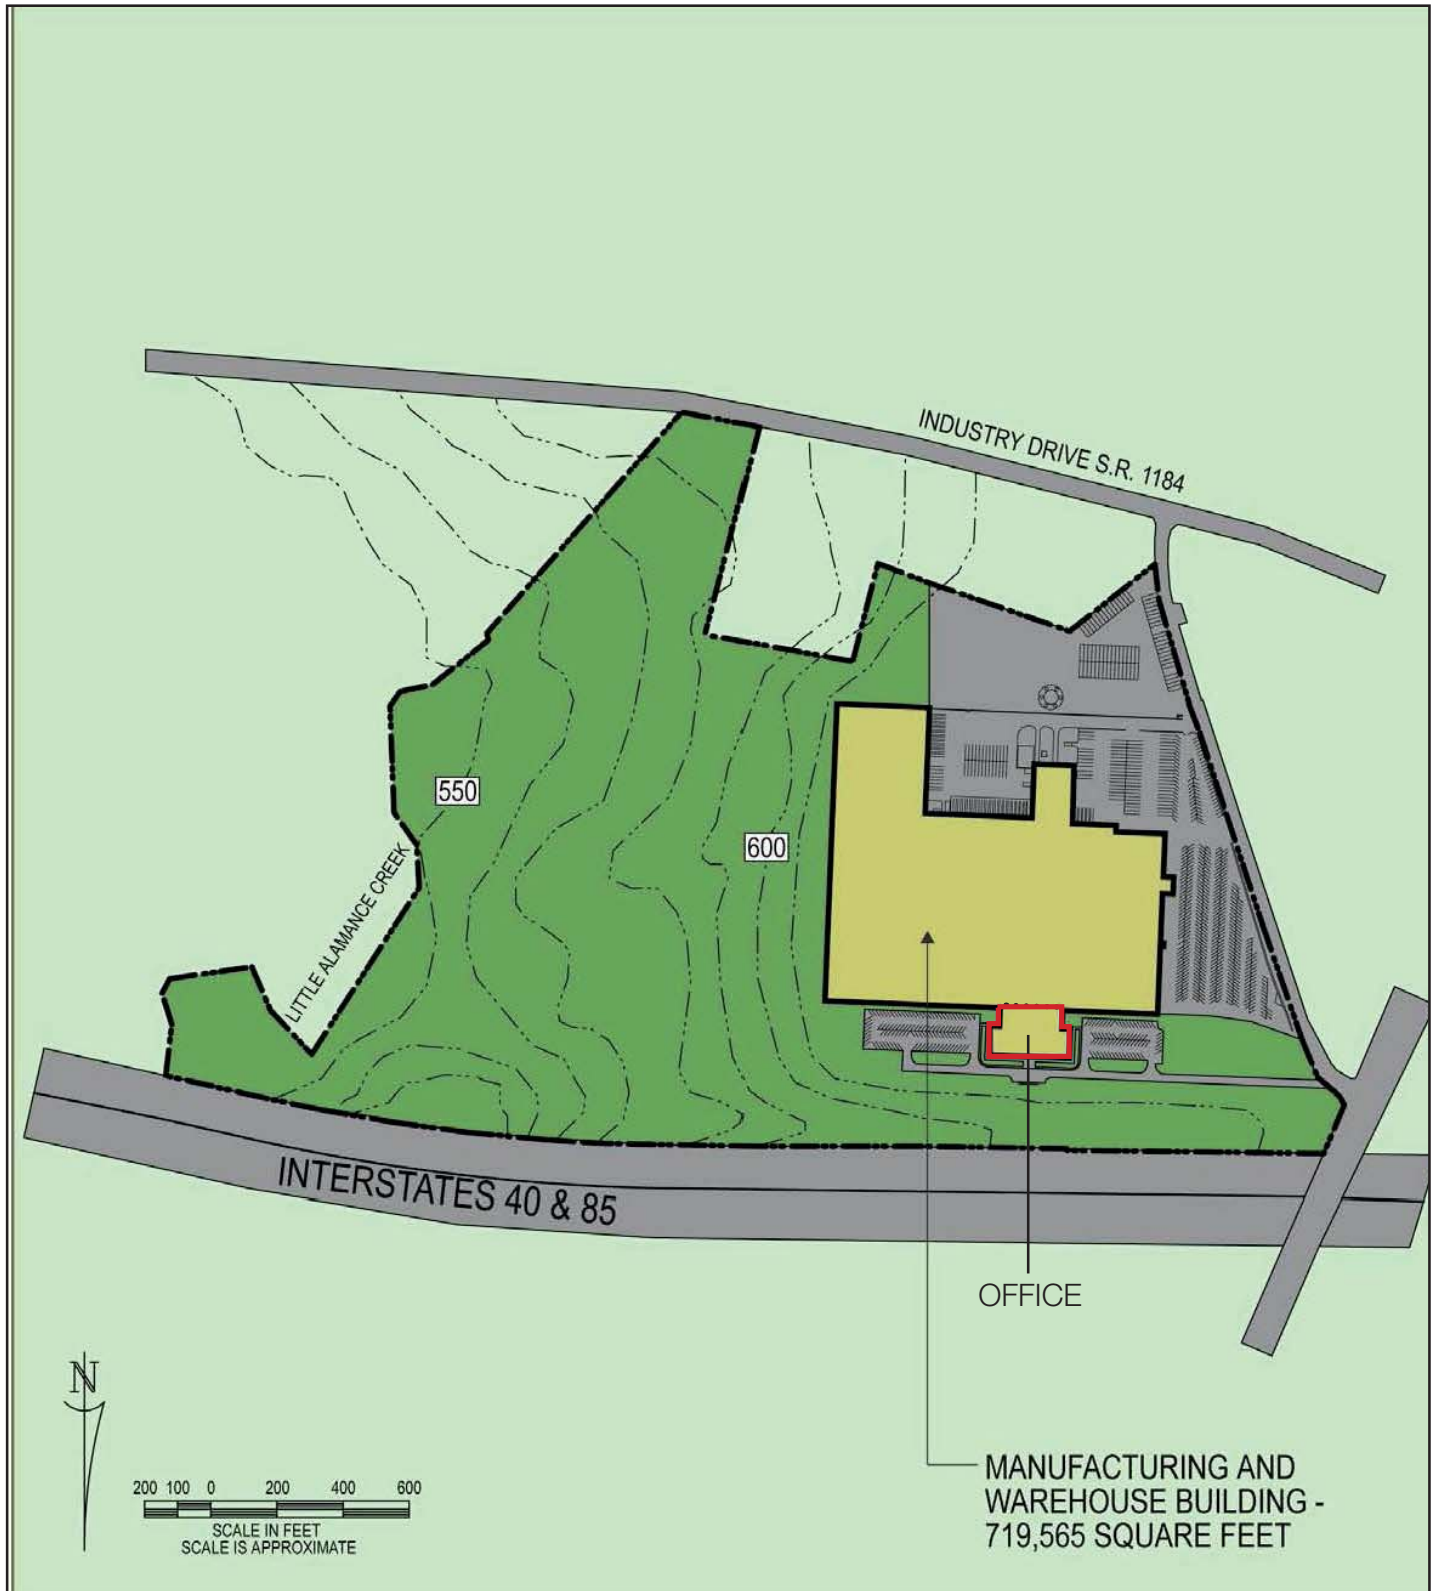 INDUSTRY DRIVE S.R. 1184
550
600
LITTLE ALAMANCE CREEK
INTERSTATES 40 & 85
OFFICE
N
200 100 0 200 400 600
SCALE IN FEET
SCALE IS APPROXIMATE
MANUFACTURING AND
WAREHOUSE BUILDING -
719,565 SQUARE FEET